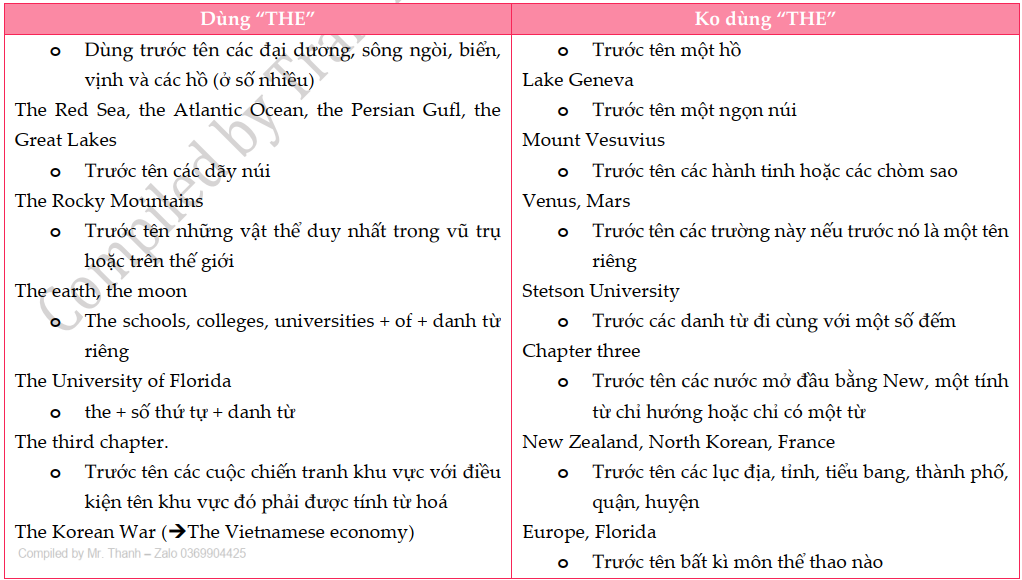 Dùng “THE”
o Dùng trước tên các đại dương, sông ngòi, biển,
vịnh và các hồ (ở số nhiều)
The Red Sea, the Atlantic Ocean, the Persian Gufl, the
Great Lakes
o Trước tên các dãy núi
The Rocky Mountains
o Trước tên những vật thể duy nhất trong vũ trụ
hoặc trên thế giới
The earth, the moon
o The schools, colleges, universities + of + danh từ
riêng
The University of Florida
o the + số thứ tự + danh từ
The third chapter.
o Trước tên các cuộc chiến tranh khu vực với điều
kiện tên khu vực đó phải được tính từ hoá
The Korean War (➔The Vietnamese economy)
Compiled by Mr. Thanh – Zalo 0369904425
Ko dùng “THE”
o Trước tên một hồ
Lake Geneva
o Trước tên một ngọn núi
Mount Vesuvius
o Trước tên các hành tinh hoặc các chòm sao
Venus, Mars
o Trước tên các trường này nếu trước nó là một tên
riêng
Stetson University
o Trước các danh từ đi cùng với một số đếm
Chapter three
o Trước tên các nước mở đầu bằng New, một tính
từ chỉ hướng hoặc chỉ có một từ
New Zealand, North Korean, France
o Trước tên các lục địa, tỉnh, tiểu bang, thành phố,
quận, huyện
Europe, Florida
o Trước tên bất kì môn thể thao nào
Compiled by